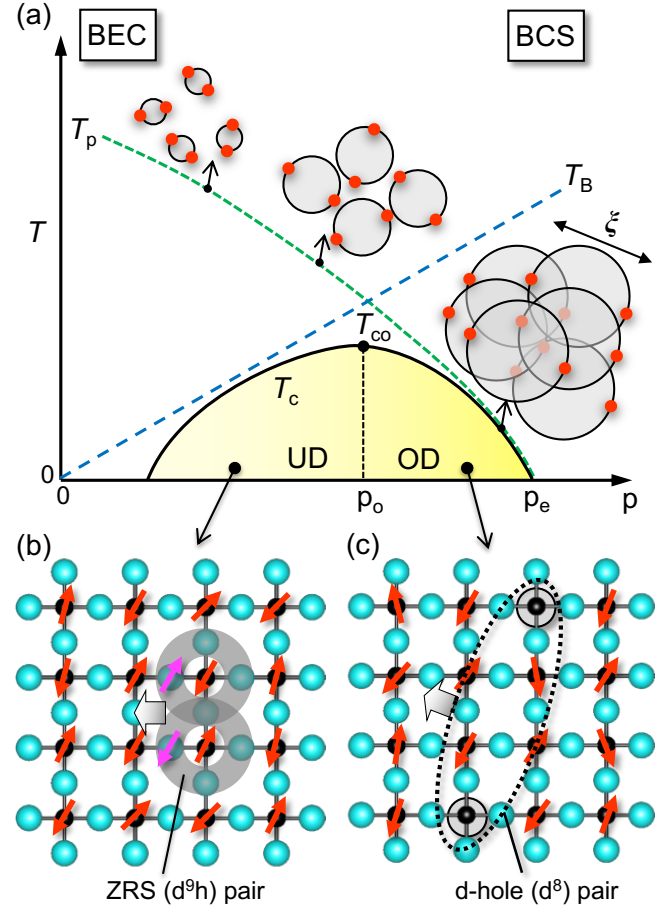 (a)
BEC
BCS
Tp
TB
T
ξ
Tco
Tc
UD
OD
0
0
po
pe
p
(b)
(c)
ZRS (d⁹h) pair
d-hole (d⁸) pair